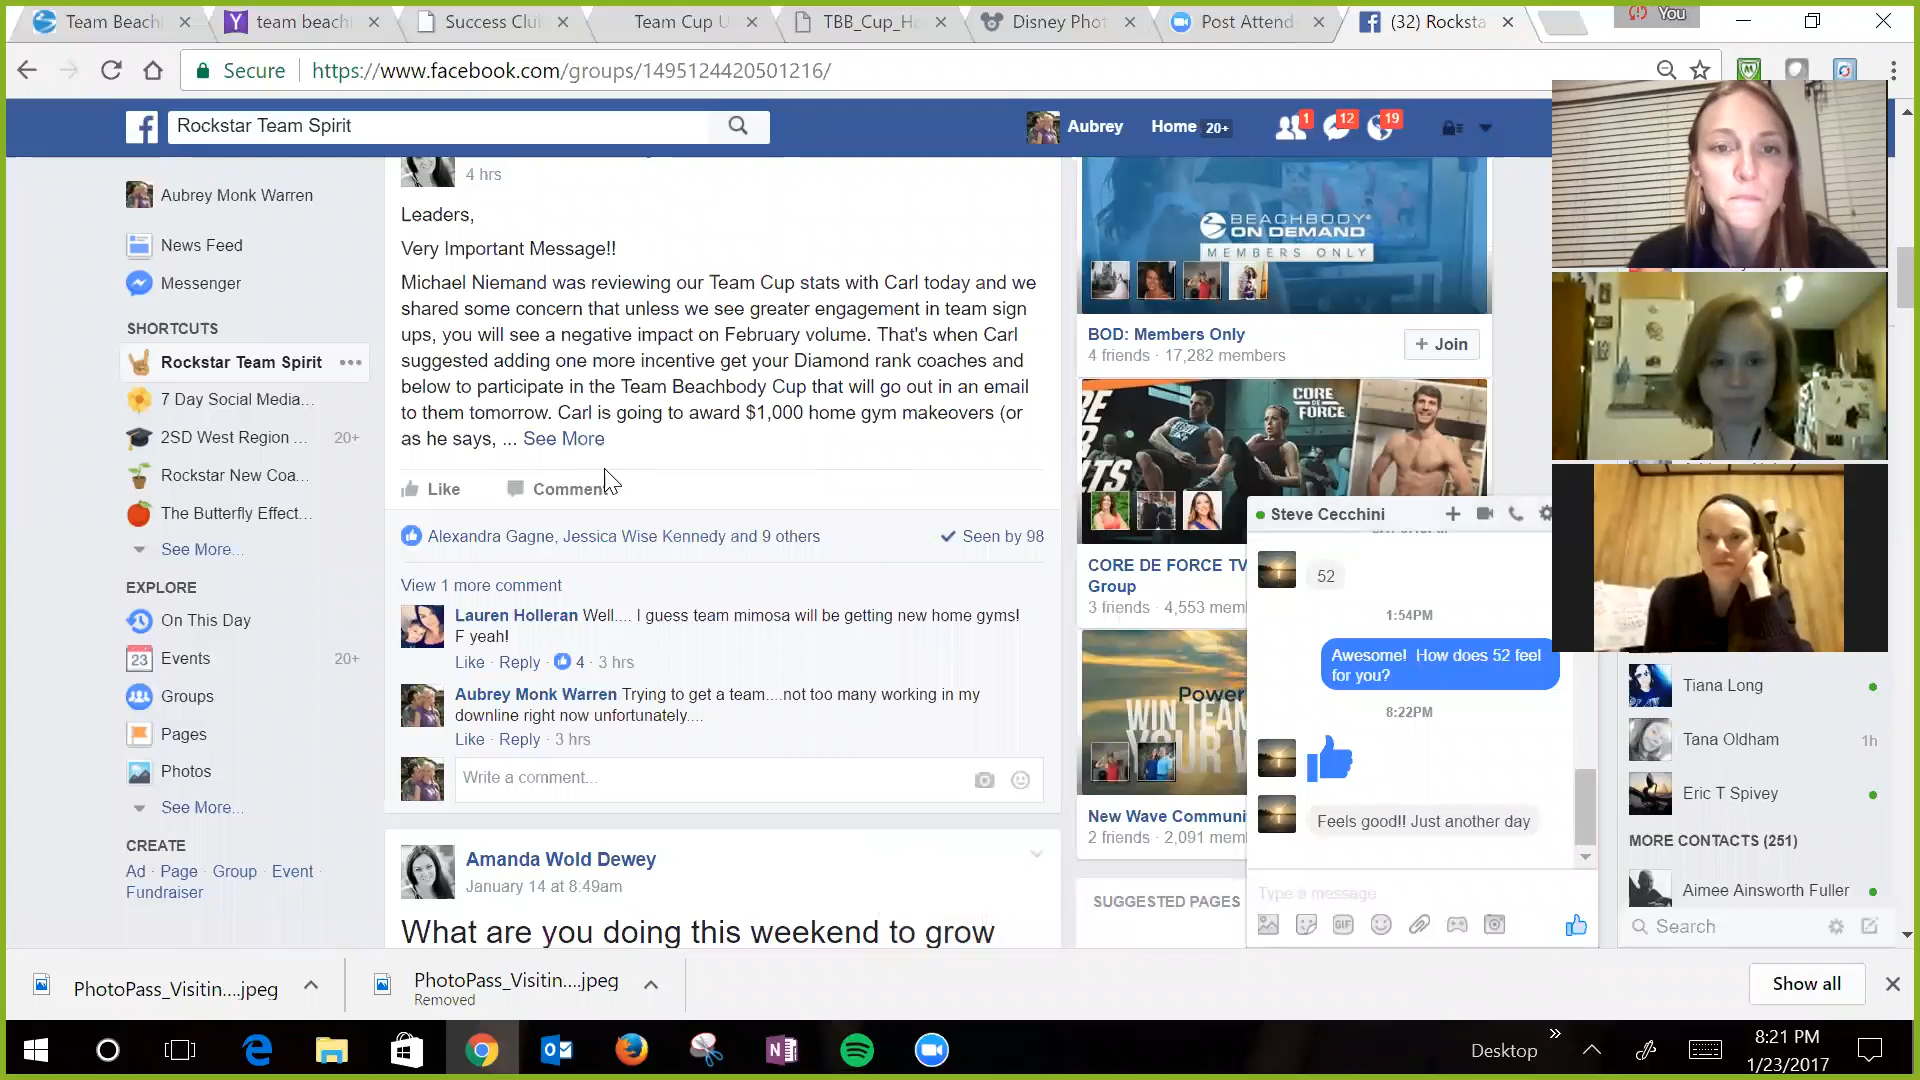 Team Beachl
team beachl
Success Clu
Team Cup U
TBB_Cup_H
Disney Phot
Post Attend
(32) Rocksta
You
Secure
https://www.facebook.com/groups/1495124420501216/
Rockstar Team Spirit
Aubrey
Home 20+
1
12
19
Aubrey Monk Warren
News Feed
Messenger
SHORTCUTS
Rockstar Team Spirit
7 Day Social Media...
2SD West Region ... 20+
Rockstar New Coa...
The Butterfly Effect...
See More...
EXPLORE
On This Day
23 Events 20+
Groups
Pages
Photos
See More...
CREATE
Ad · Page · Group · Event ·
Fundraiser
4 hrs
Leaders,
Very Important Message!!
Michael Niemand was reviewing our Team Cup stats with Carl today and we
shared some concern that unless we see greater engagement in team sign
ups, you will see a negative impact on February volume. That's when Carl
suggested adding one more incentive get your Diamond rank coaches and
below to participate in the Team Beachbody Cup that will go out in an email
to them tomorrow. Carl is going to award $1,000 home gym makeovers (or
as he says, ... See More
Like
Comment
Alexandra Gagne, Jessica Wise Kennedy and 9 others
Seen by 98
View 1 more comment
Lauren Holleran Well.... I guess team mimosa will be getting new home gyms!
F yeah!
Like · Reply · 4 · 3 hrs
Aubrey Monk Warren Trying to get a team....not too many working in my
downline right now unfortunately....
Like · Reply · 3 hrs
Write a comment...
Amanda Wold Dewey
January 14 at 8:49am
What are you doing this weekend to grow
BEACHBODY
ON DEMAND
MEMBERS ONLY
BOD: Members Only
4 friends · 17,282 members
+ Join
CORE
DE
FORCE
CORE DE FORCE TV
Group
3 friends · 4,553 mem
Power
WIN TEAM
YOUR W
New Wave Communi
2 friends · 2,091 mem
SUGGESTED PAGES
Steve Cecchini
52
1:54PM
Awesome! How does 52 feel
for you?
8:22PM
Feels good!! Just another day
Type a message
GIF
Tiana Long
Tana Oldham 1h
Eric T Spivey
MORE CONTACTS (251)
Aimee Ainsworth Fuller
Search
PhotoPass_Visitin....jpeg
PhotoPass_Visitin....jpeg
Removed
Show all
Desktop
8:21 PM
1/23/2017